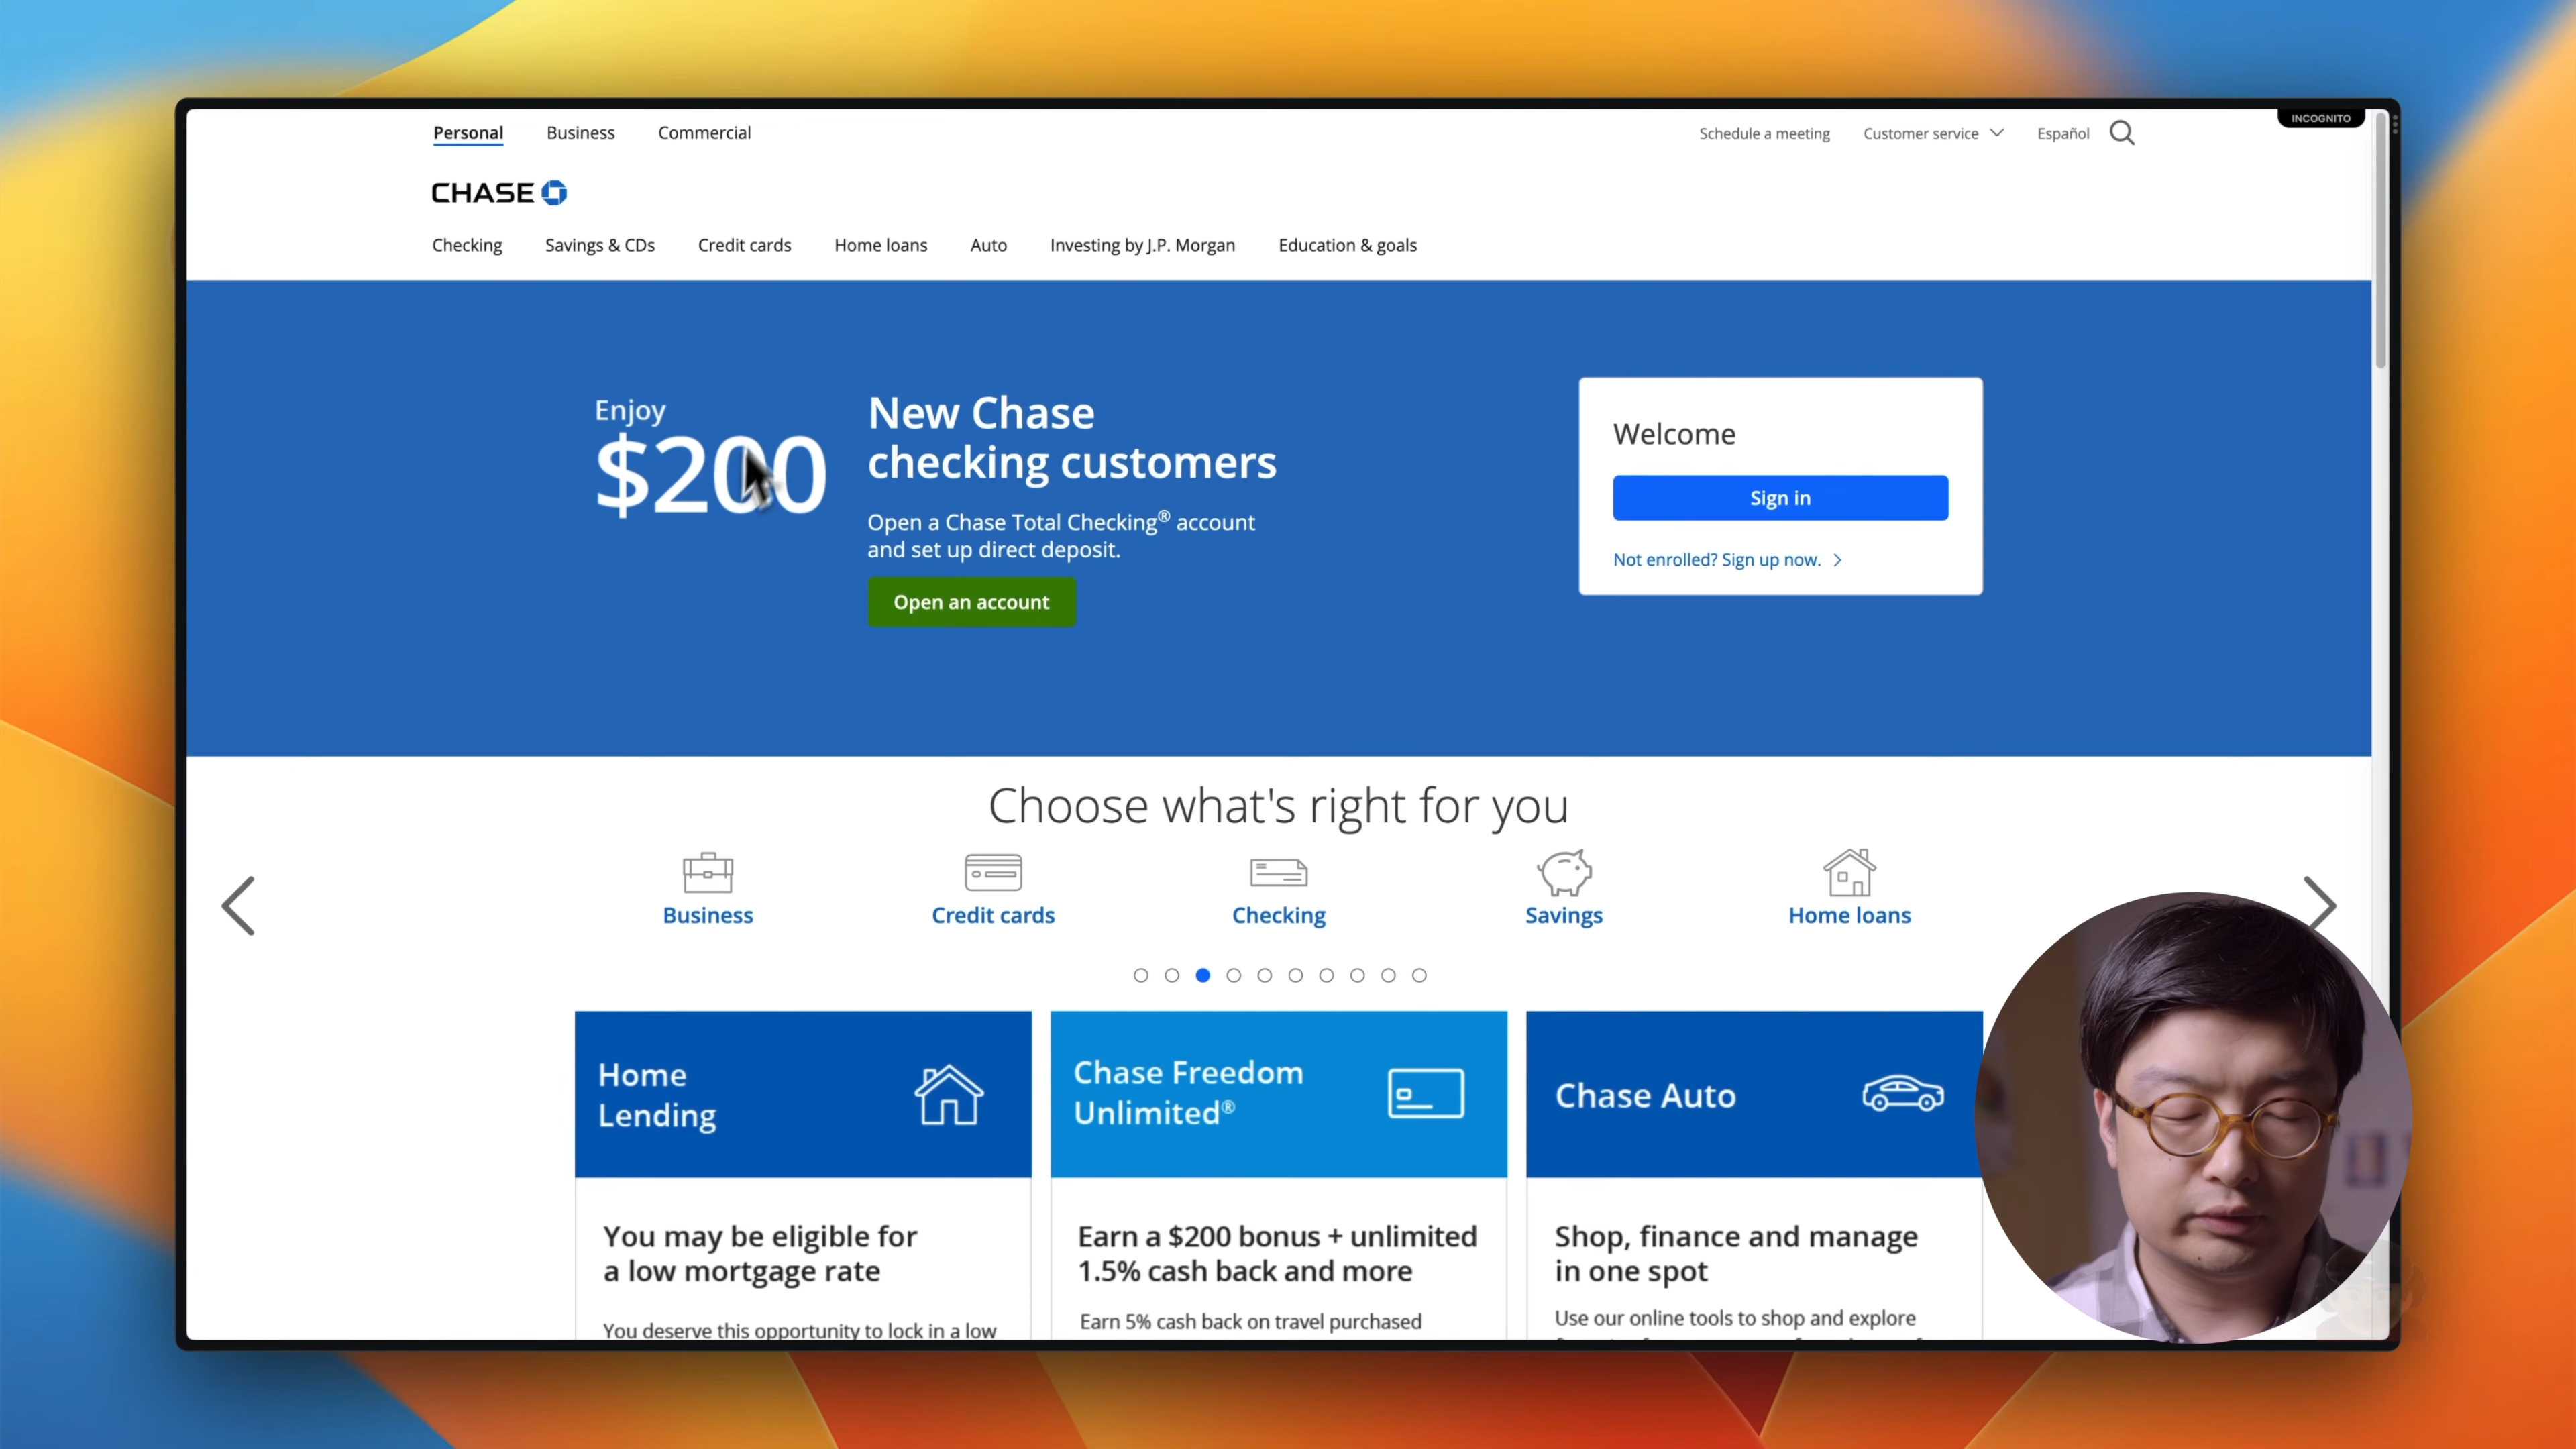 INCOGNITO
Personal Business Commercial
Schedule a meeting Customer service Español
CHASE
Checking Savings & CDs Credit cards Home loans Auto Investing by J.P. Morgan Education & goals
Enjoy
$200
New Chase
checking customers
Open a Chase Total Checking® account
and set up direct deposit.
Open an account
Welcome
Sign in
Not enrolled? Sign up now.
Choose what's right for you
Business Credit cards Checking Savings Home loans
Home
Lending
You may be eligible for
a low mortgage rate
You deserve this opportunity to lock in a low
Chase Freedom
Unlimited®
Earn a $200 bonus + unlimited
1.5% cash back and more
Earn 5% cash back on travel purchased
Chase Auto
Shop, finance and manage
in one spot
Use our online tools to shop and explore